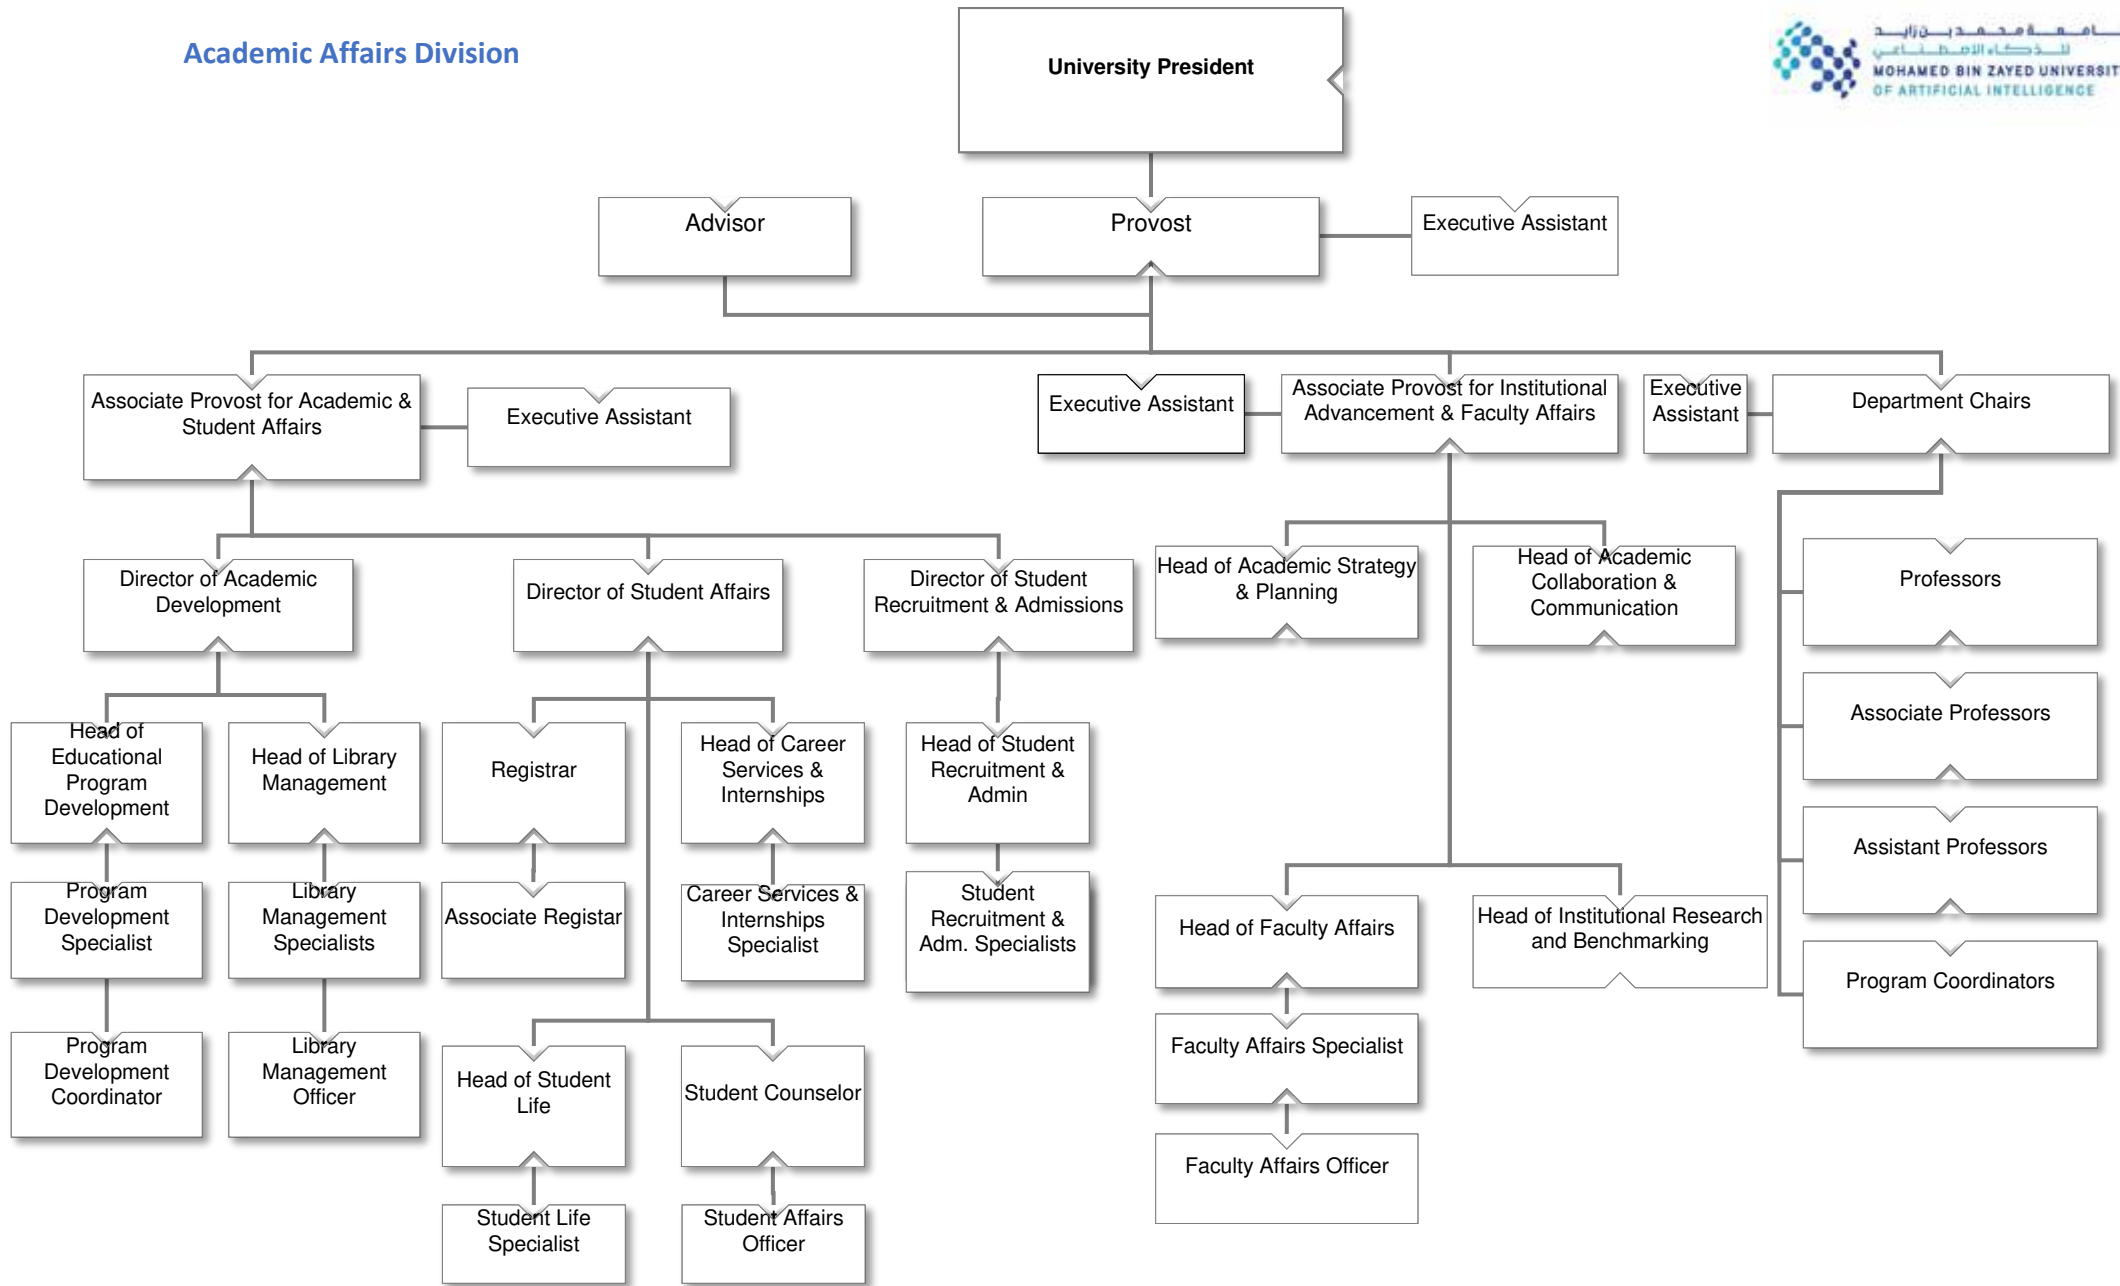 Academic Affairs Division
University President
جامعة محمد بن زايد
للذكاء الاصطناعي
MOHAMED BIN ZAYED UNIVERSIT
OF ARTIFICIAL INTELLIGENCE
Advisor
Provost
Executive Assistant
Associate Provost for Academic &
Student Affairs
Executive Assistant
Executive Assistant
Associate Provost for Institutional
Advancement & Faculty Affairs
Executive
Assistant
Department Chairs
Director of Academic
Development
Director of Student Affairs
Director of Student
Recruitment & Admissions
Head of Academic Strategy
& Planning
Head of Academic
Collaboration &
Communication
Professors
Head of
Educational
Program
Development
Head of Library
Management
Registrar
Head of Career
Services &
Internships
Head of Student
Recruitment &
Admin
Associate Professors
Assistant Professors
Program
Development
Specialist
Library
Management
Specialists
Associate Registar
Career Services &
Internships
Specialist
Student
Recruitment &
Adm. Specialists
Head of Faculty Affairs
Head of Institutional Research
and Benchmarking
Program Coordinators
Program
Development
Coordinator
Library
Management
Officer
Head of Student
Life
Student Counselor
Faculty Affairs Specialist
Faculty Affairs Officer
Student Life
Specialist
Student Affairs
Officer